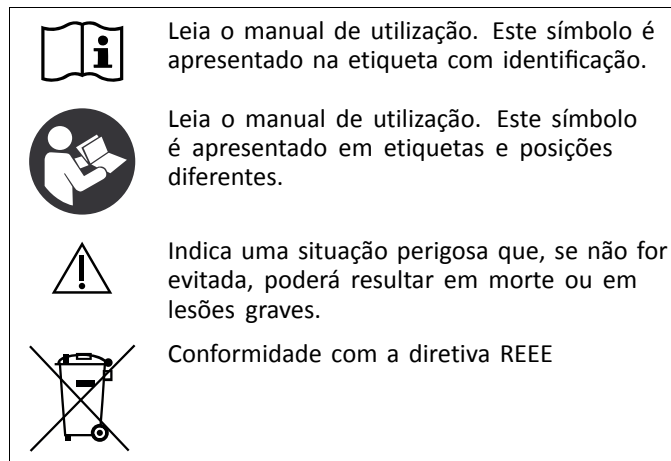 Leia o manual de utilização. Este símbolo é
apresentado na etiqueta com identificação.
Leia o manual de utilização. Este símbolo
é apresentado em etiquetas e posições
diferentes.
Indica uma situação perigosa que, se não for
evitada, poderá resultar em morte ou em
lesões graves.
Conformidade com a diretiva REEE